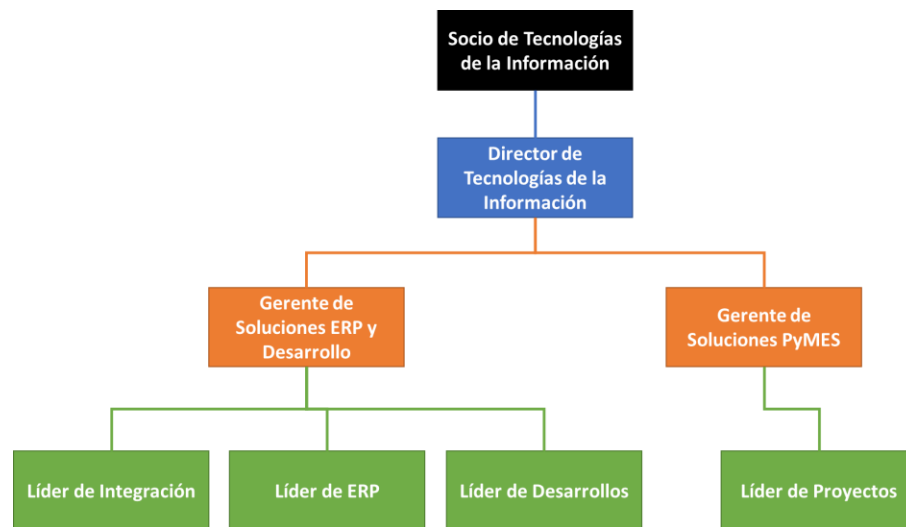 Socio de Tecnologías
de la Información
Director de
Tecnologías de la
Información
Gerente de
Soluciones ERP y
Desarrollo
Gerente de
Soluciones PyMES
Líder de Integración
Líder de ERP
Líder de Desarrollos
Líder de Proyectos